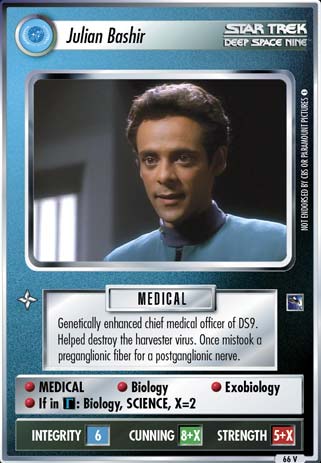 Julian Bashir
STAR TREK
DEEP SPACE NINE
NOT ENDORSED BY CBS OR PARAMOUNT PICTURES
MEDICAL
Genetically enhanced chief medical officer of DS9.
Helped destroy the harvester virus. Once mistook a
preganglionic fiber for a postganglionic nerve.
MEDICAL Biology Exobiology
If in : Biology, SCIENCE, X=2
INTEGRITY 6 CUNNING 8+X STRENGTH 5+X
66 V